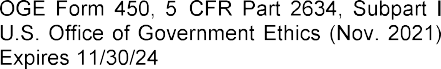 OGE Form 450, 5 CFR Part 2634, Subpart I
U.S. Office of Government Ethics (Nov. 2021)
Expires 11/30/24